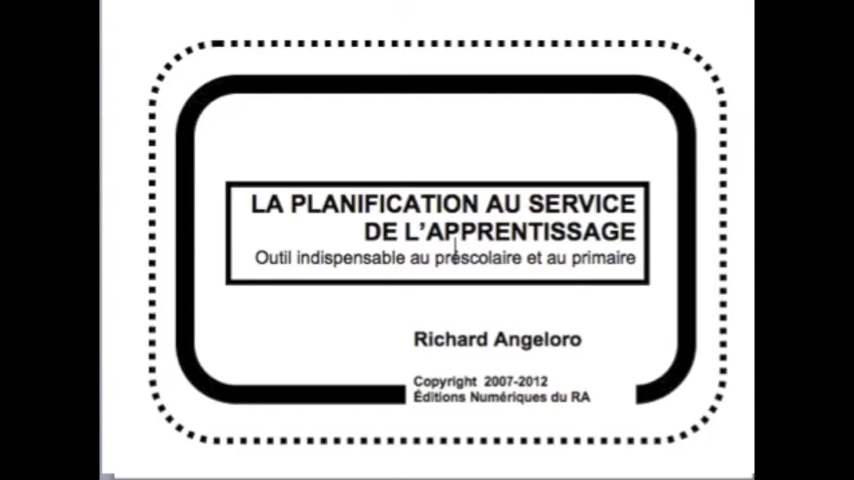 LA PLANIFICATION AU SERVICE
DE L’APPRENTISSAGE
Outil indispensable au préscolaire et au primaire
Richard Angeloro
Copyright 2007-2012
Éditions Numériques du RA